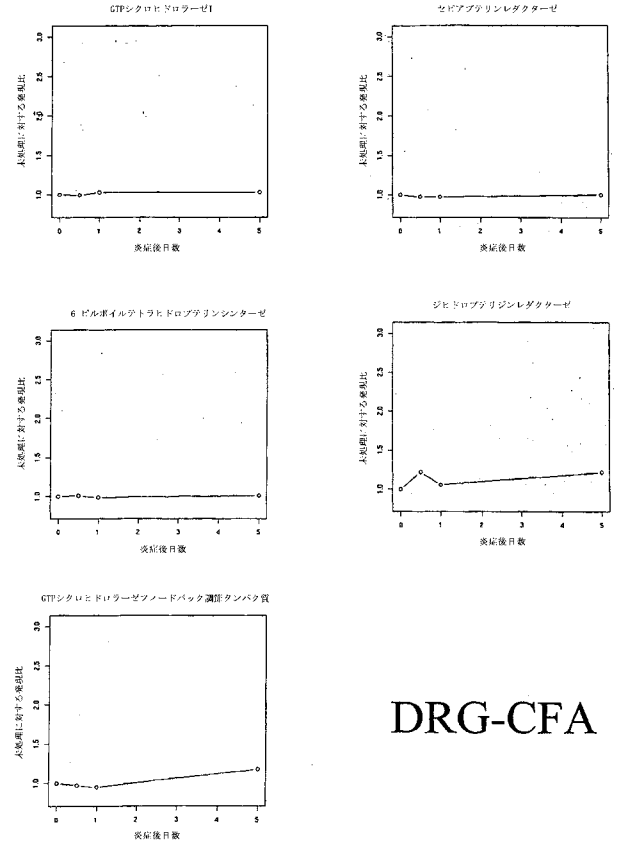 GTPシクロヒドロラーゼI
未処理に対する発現比
3.0
2.5
2.0
1.5
1.0
0 1 2 3 4 5
炎症後日数
セピアプテリンレダクターゼ
未処理に対する発現比
3.0
2.5
2.0
1.5
1.0
0 1 2 3 4 5
炎症後日数
6 ピルボイルテトラヒドロプテリンシンターゼ
未処理に対する発現比
3.0
2.5
2.0
1.5
1.0
0 1 2 3 4 5
炎症後日数
ジヒドロプテリジンレダクターゼ
未処理に対する発現比
3.0
2.5
2.0
1.5
1.0
0 1 2 3 4 5
炎症後日数
GTPシクロヒドロラーゼフィードバック調節タンパク質
未処理に対する発現比
3.0
2.5
2.0
1.5
1.0
0 1 2 3 4 5
炎症後日数
DRG-CFA